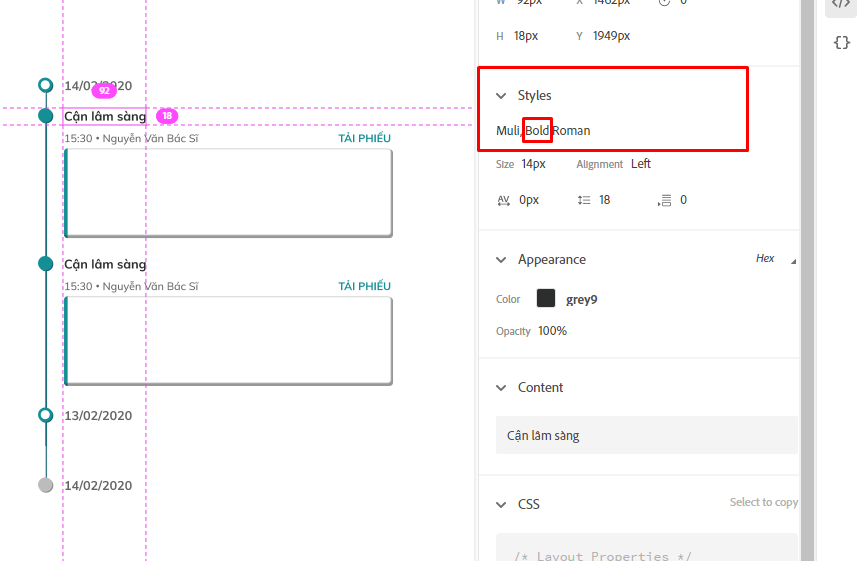 W 92px X 1462px 0
H 18px Y 1949px
14/02/2020
92
Cận lâm sàng
18
15:30 • Nguyễn Văn Bác Sĩ TẢI PHIẾU
Cận lâm sàng
15:30 • Nguyễn Văn Bác Sĩ TẢI PHIẾU
13/02/2020
14/02/2020
Styles
Muli, Bold Roman
Size 14px Alignment Left
AV 0px 18 0
Appearance Hex
Color grey9
Opacity 100%
Content
Cận lâm sàng
CSS Select to copy
/* Layout Properties */
</>
{}